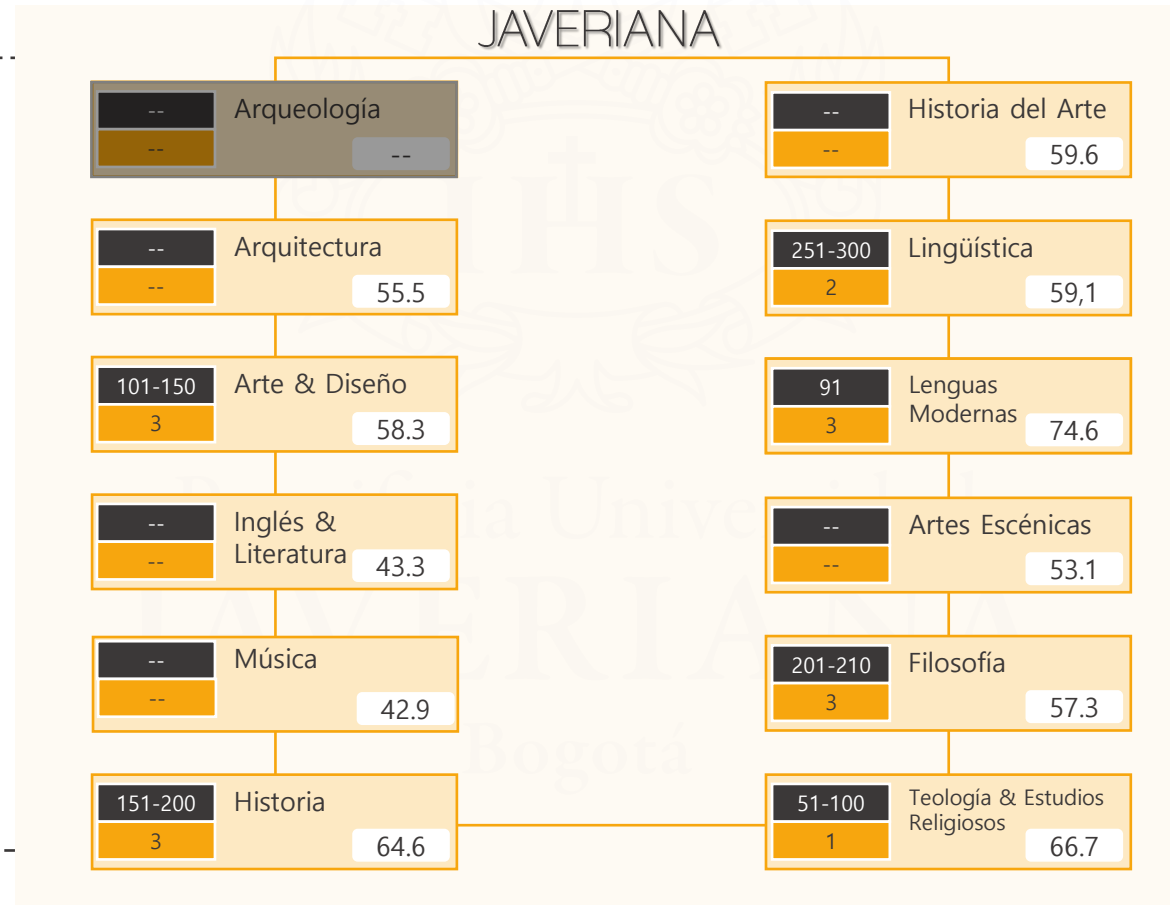 JAVERIANA
--
--
Arqueología
--
--
--
Arquitectura
55.5
101-150
3
Arte & Diseño
58.3
--
--
Inglés &
Literatura
43.3
--
--
Música
42.9
151-200
3
Historia
64.6
--
--
Historia del Arte
59.6
251-300
2
Lingüística
59,1
91
3
Lenguas
Modernas
74.6
--
--
Artes Escénicas
53.1
201-210
3
Filosofía
57.3
51-100
1
Teología & Estudios
Religiosos
66.7
IHS
JAVERIANA
Bogotá